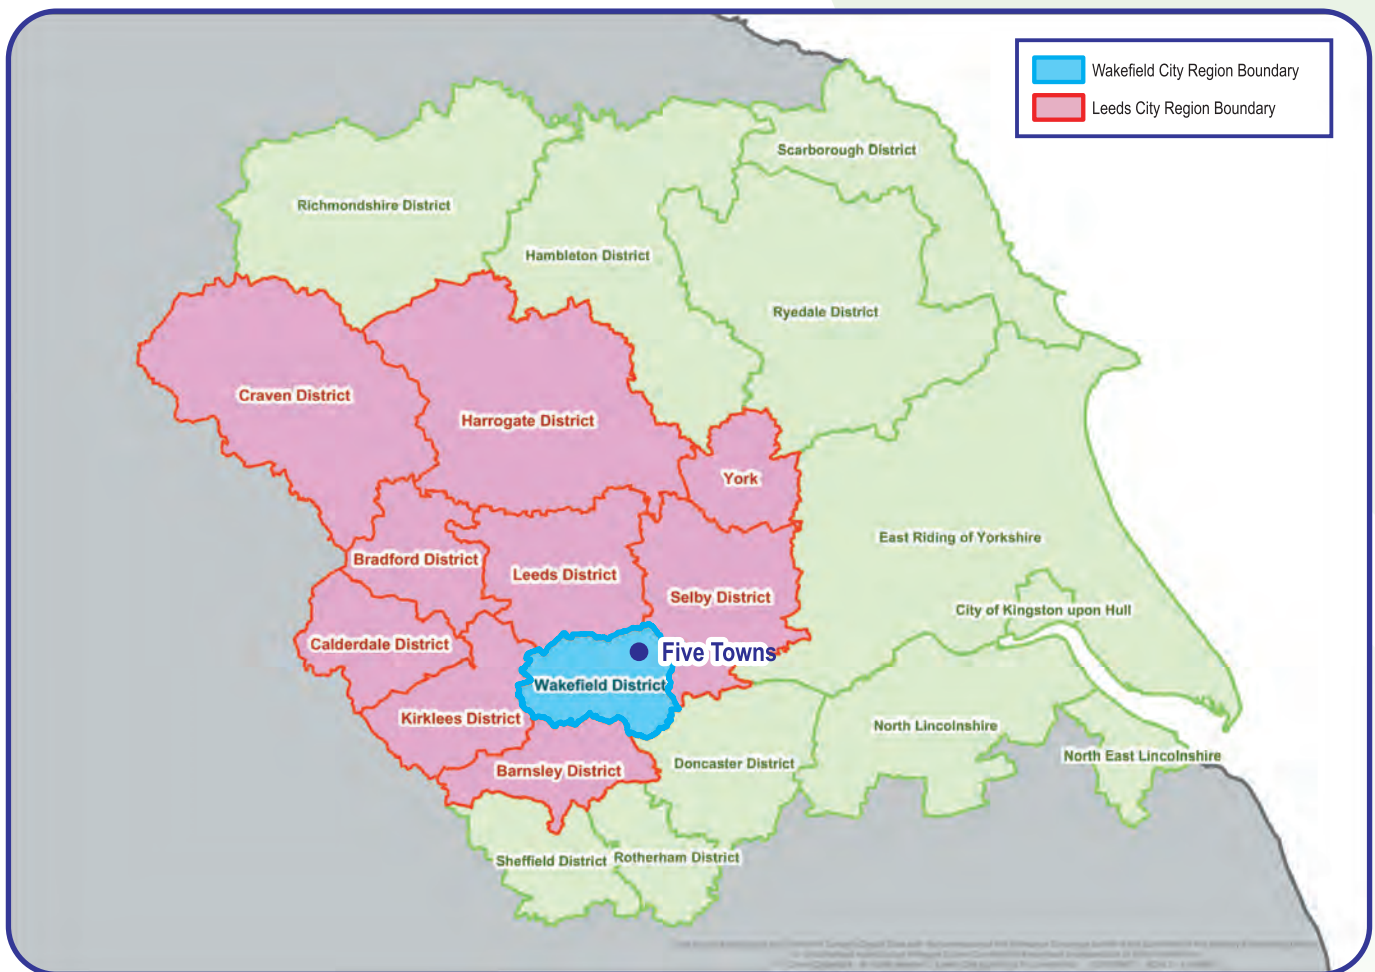 Wakefield City Region Boundary
Leeds City Region Boundary
Scarborough District
Richmondshire District
Hambleton District
Ryedale District
Craven District
Harrogate District
York
East Riding of Yorkshire
Bradford District
Leeds District
Selby District
City of Kingston upon Hull
Calderdale District
Five Towns
Wakefield District
Kirklees District
North Lincolnshire
North East Lincolnshire
Doncaster District
Barnsley District
Sheffield District
Rotherham District